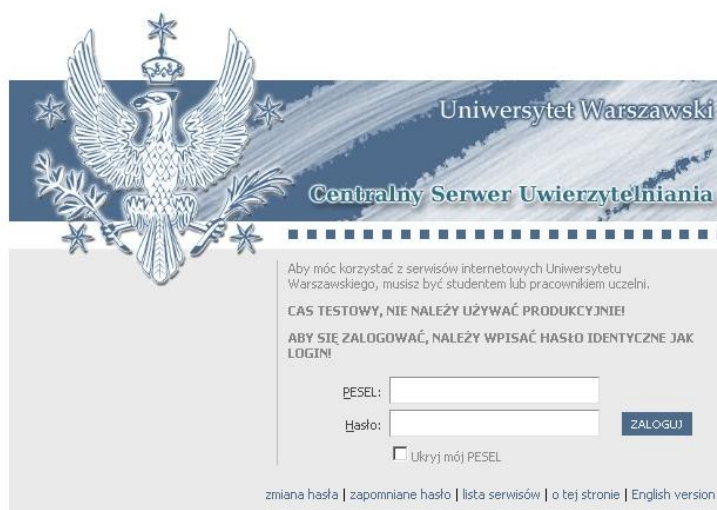 Uniwersytet Warszawski
Centralny Serwer Uwierzytelniania
Aby móc korzystać z serwisów internetowych Uniwersytetu
Warszawskiego, musisz być studentem lub pracownikiem uczelni.
CAS TESTOWY, NIE NALEŻY UŻYWAĆ PRODUKCYJNIE!
ABY SIĘ ZALOGOWAĆ, NALEŻY WPISAĆ HASŁO IDENTYCZNE JAK
LOGIN!
PESEL:
Hasło: ZALOGUJ
Ukryj mój PESEL
zmiana hasła | zapomniane hasło | lista serwisów | o tej stronie | English version